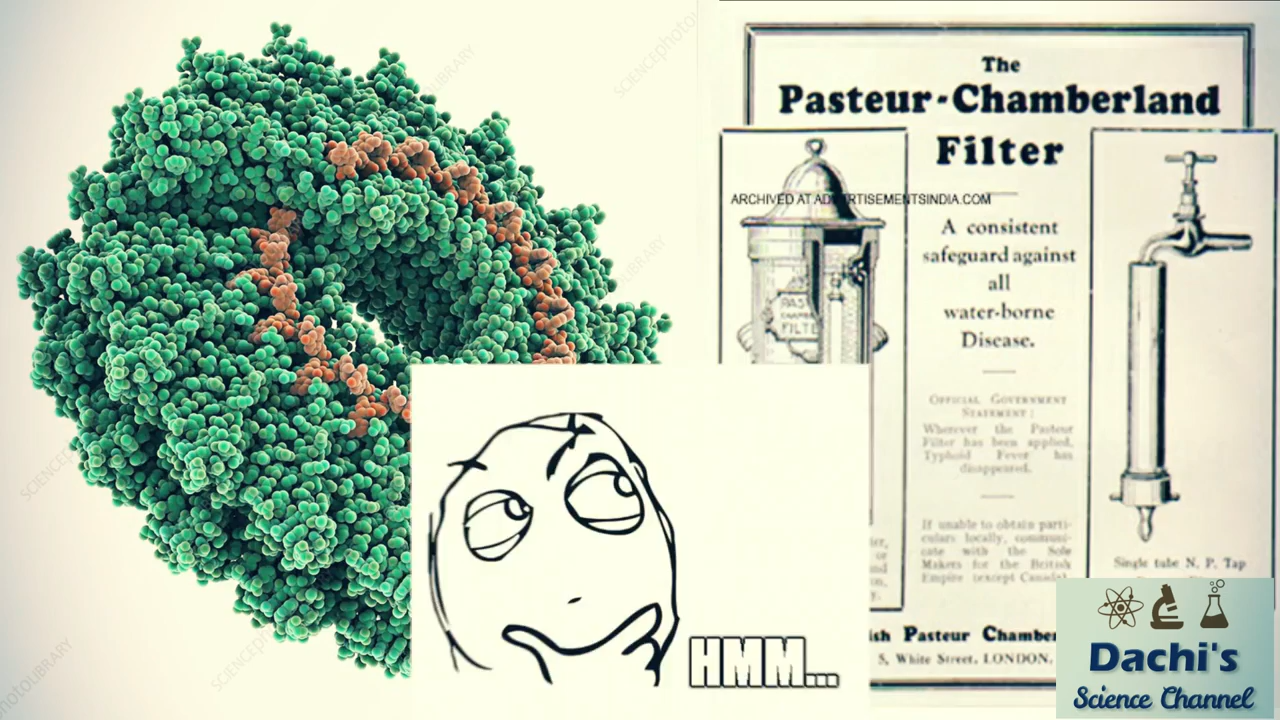 The
Pasteur-Chamberland
Filter
ARCHIVED AT ADVERTISEMENTSINDIA.COM
A consistent
safeguard against
all
water-borne
Disease.
OFFICIAL GOVERNMENT
STATEMENT:
Wherever the Pasteur
Filter has been applied,
Typhoid Fever has
disappeared.
If unable to obtain parti-
culars locally, communi-
cate with the Sole
Makers for the British
Empire (except Canada)
Single tube N. P. Tap
ish Pasteur Chamber
5, White Street, LONDON.
HMM...
Dachi's
Science Channel